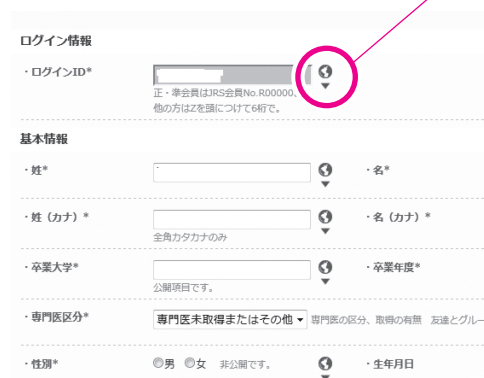 ログイン情報
・ログインID*
正・準会員はJRS会員No.R00000、
他の方はZを頭につけて6桁で。
基本情報
・姓* ・名*
・姓（カナ）* ・名（カナ）*
全角カタカナのみ
・卒業大学* ・卒業年度*
公開項目です。
・専門医区分* 専門医未取得またはその他 専門医の区分、取得の有無 友達とグルー
・性別* 男 女 非公開です。 ・生年月日